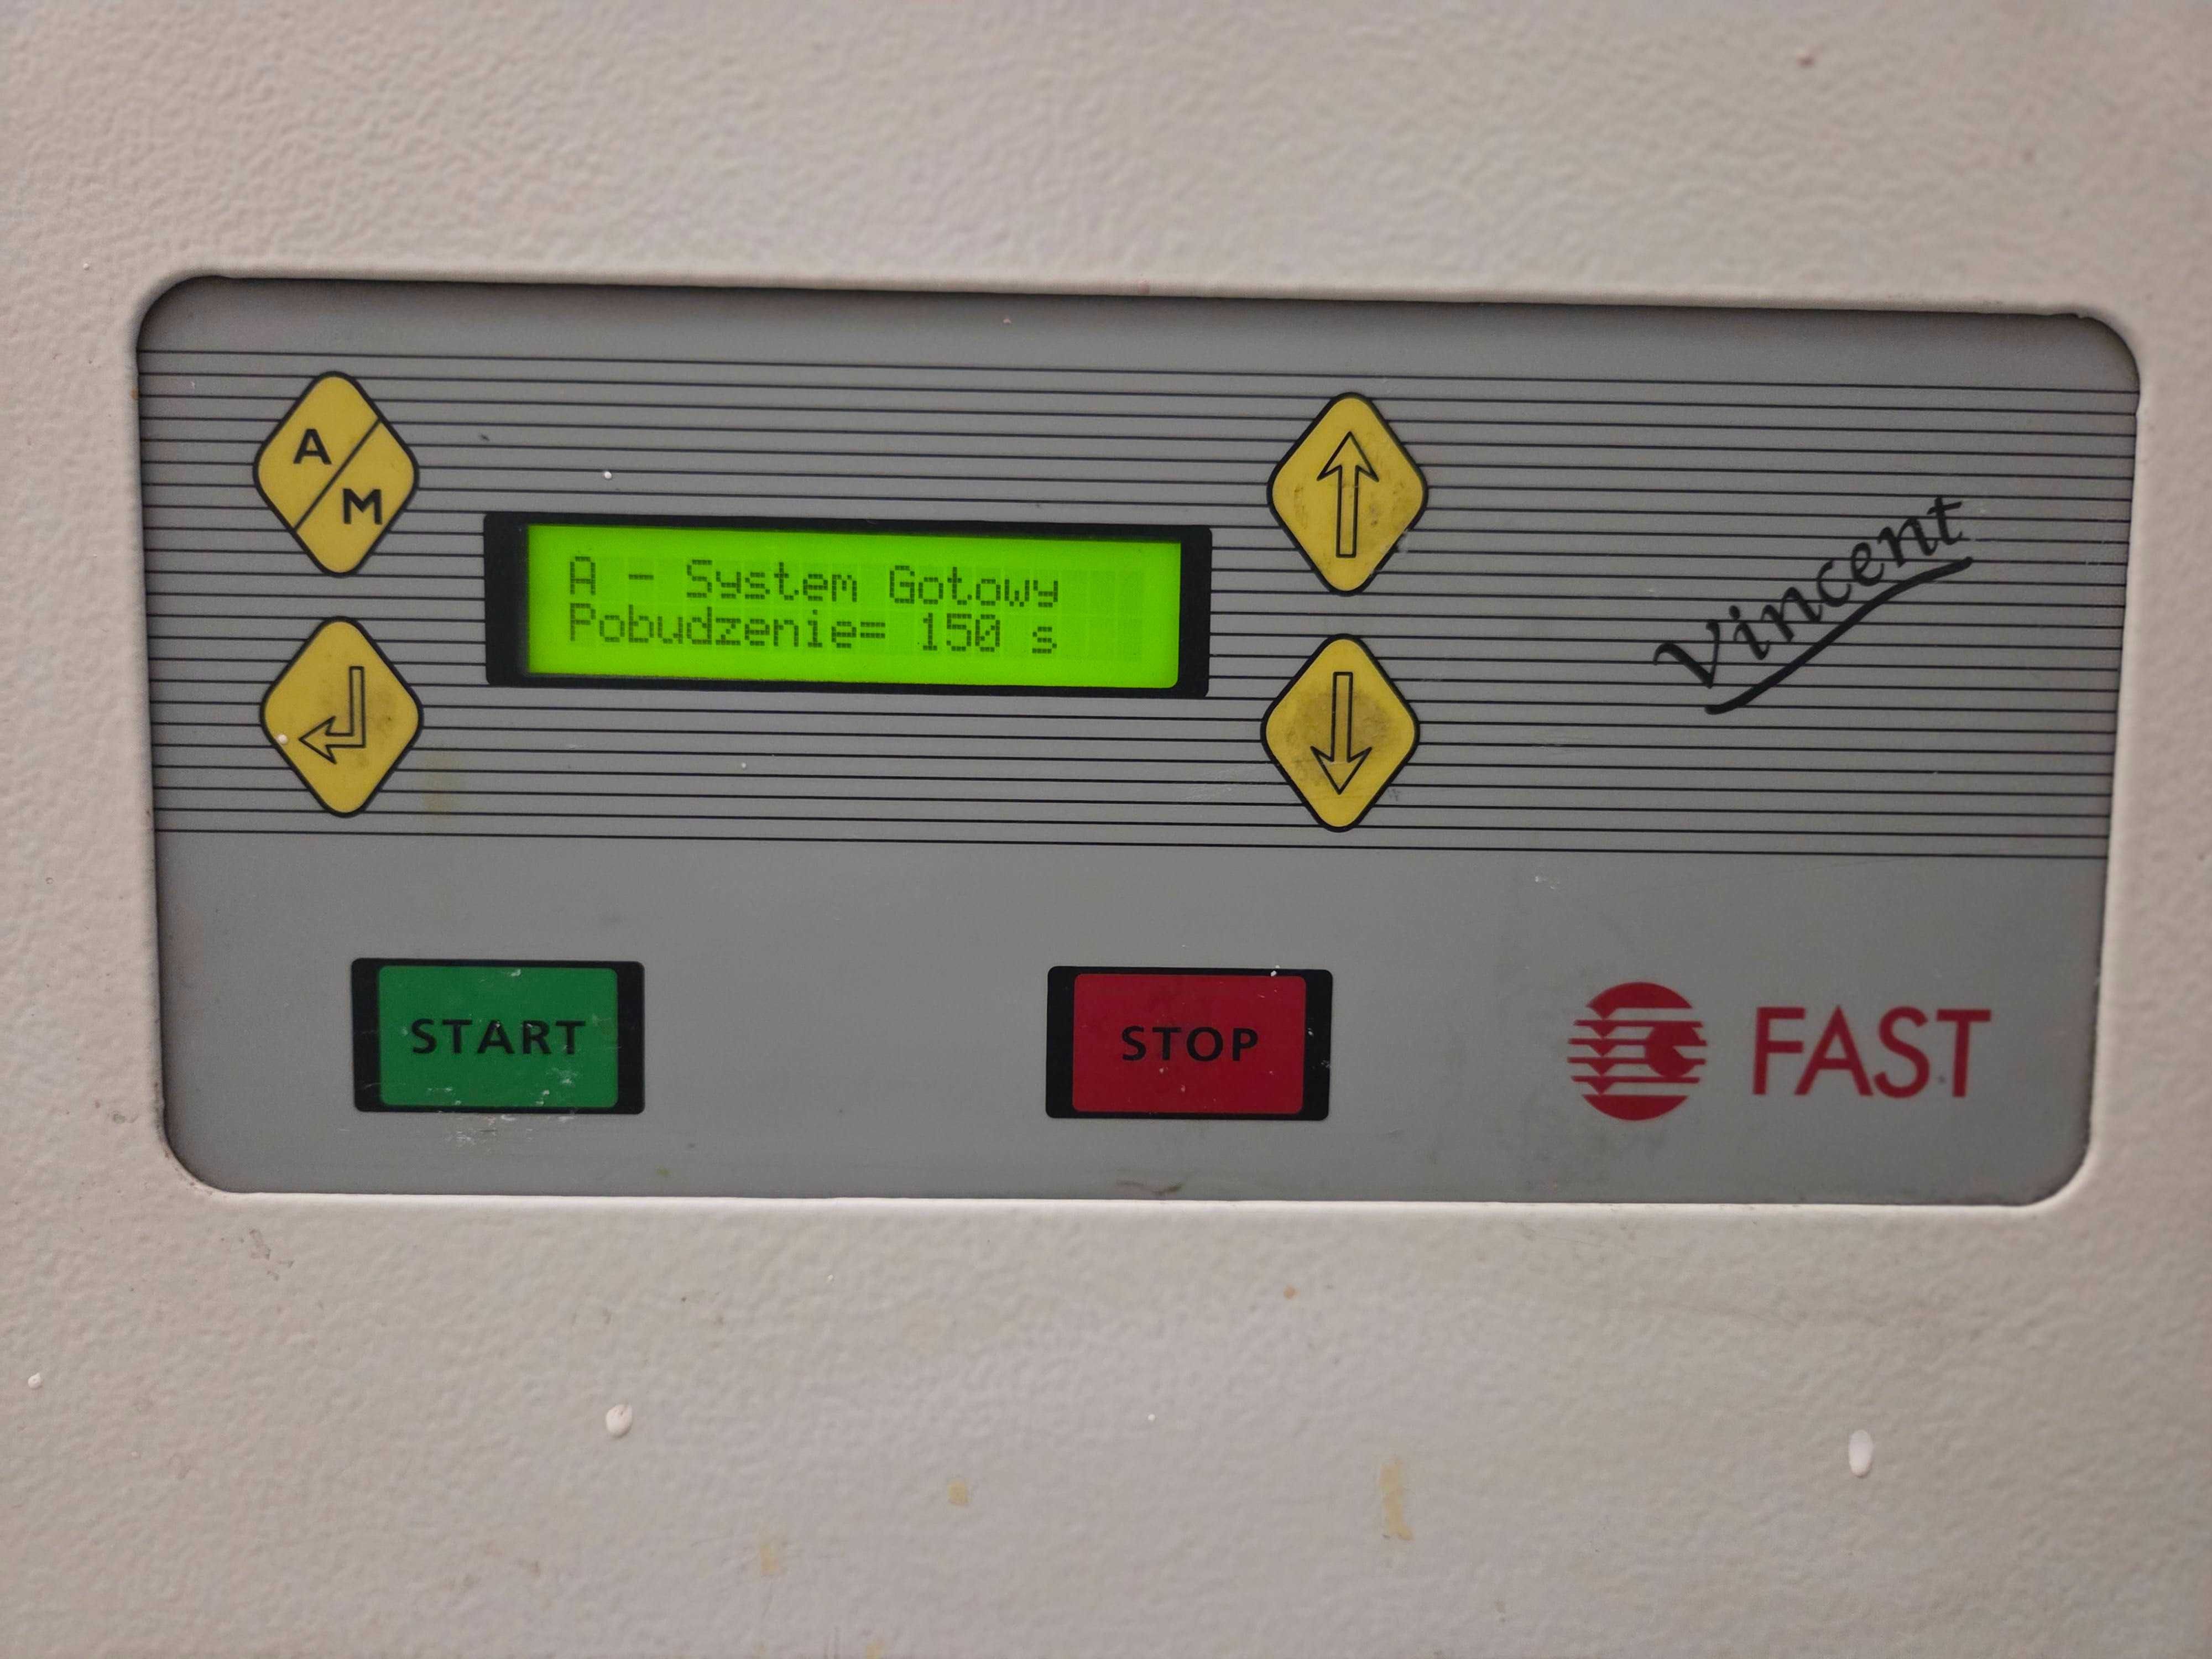 A
M
A - System Gotowy
Pobudzenie= 150 s
Vincent
START
STOP
FAST